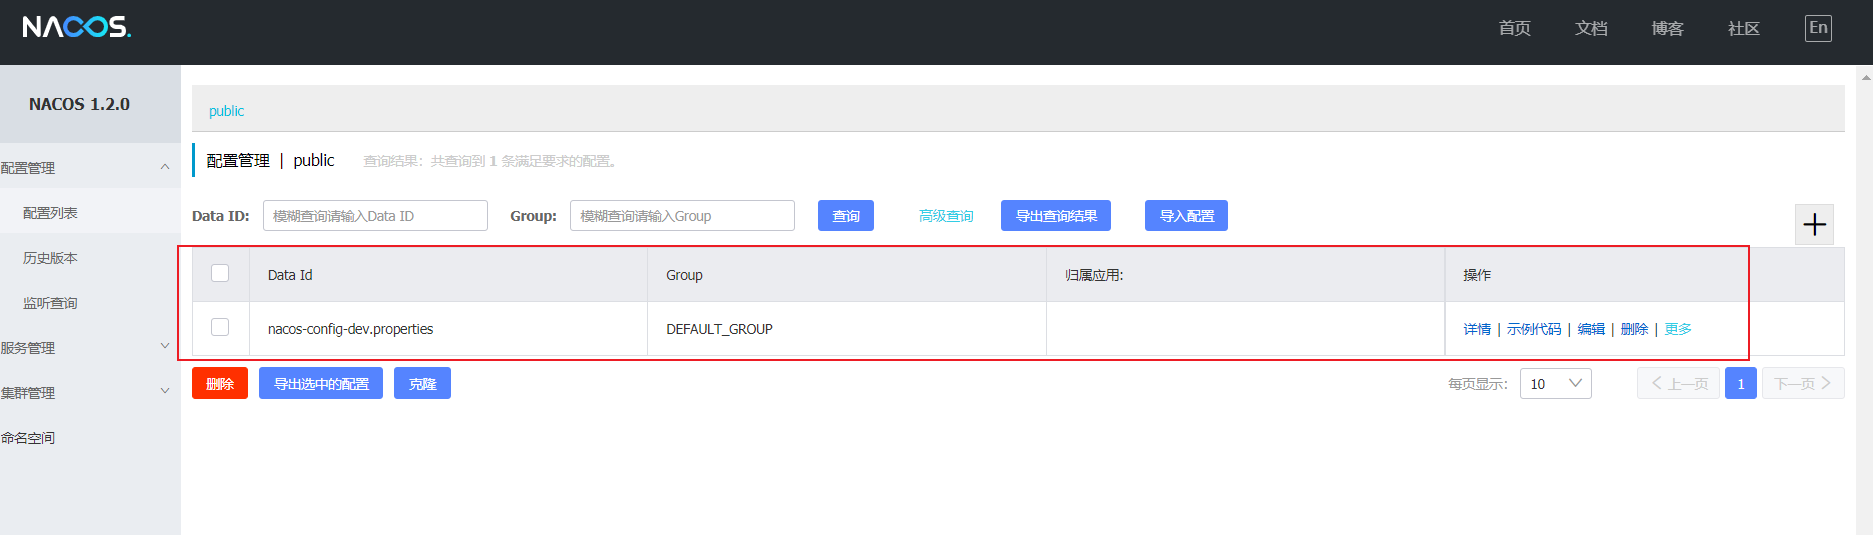 NACOS.
首页 文档 博客 社区 En
NACOS 1.2.0
配置管理
配置列表
历史版本
监听查询
服务管理
集群管理
命名空间
public
配置管理 | public 查询结果：共查询到 1 条满足要求的配置。
Data ID: 模糊查询请输入Data ID Group: 模糊查询请输入Group 查询 高级查询 导出查询结果 导入配置
Data Id Group 归属应用: 操作
nacos-config-dev.properties DEFAULT_GROUP 详情 | 示例代码 | 编辑 | 删除 | 更多
删除 导出选中的配置 克隆 每页显示: 10 上一页 1 下一页